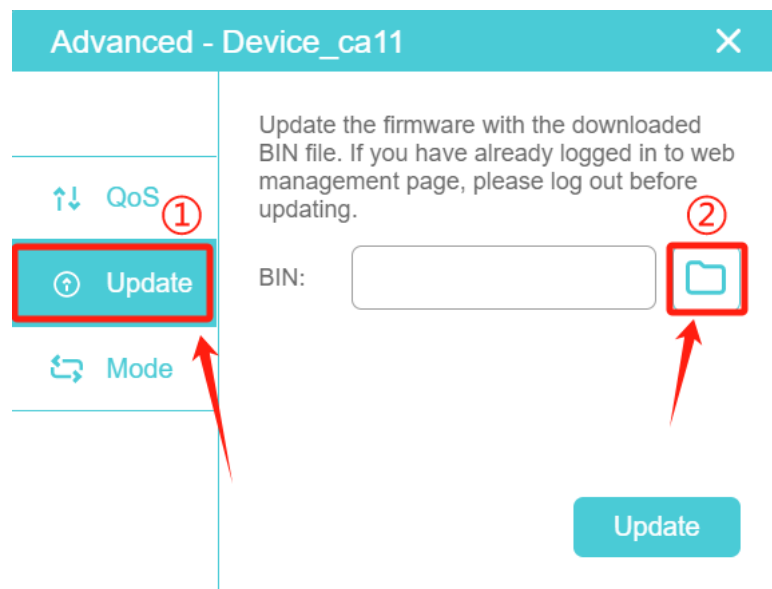 Advanced - Device_ca11
Update the firmware with the downloaded
BIN file. If you have already logged in to web
management page, please log out before
updating.
QoS
①
②
Update
BIN:
Mode
Update